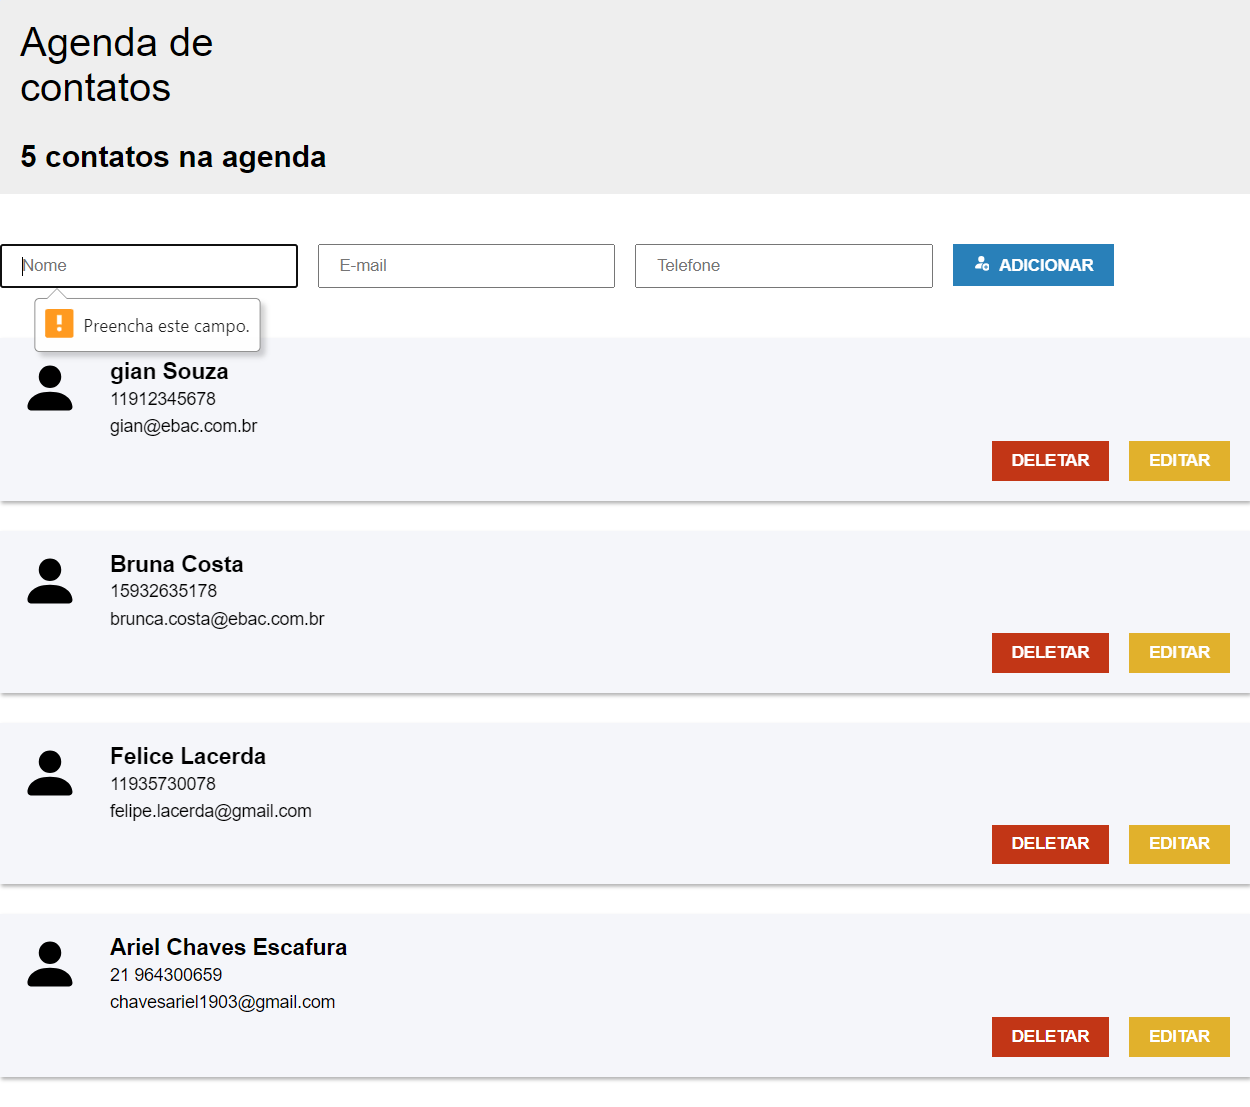 Agenda de
contatos
5 contatos na agenda
Nome
E-mail
Telefone
ADICIONAR
Preencha este campo.
gian Souza
11912345678
gian@ebac.com.br
DELETAR
EDITAR
Bruna Costa
15932635178
brunca.costa@ebac.com.br
DELETAR
EDITAR
Felice Lacerda
11935730078
felipe.lacerda@gmail.com
DELETAR
EDITAR
Ariel Chaves Escafura
21 964300659
chavesariel1903@gmail.com
DELETAR
EDITAR